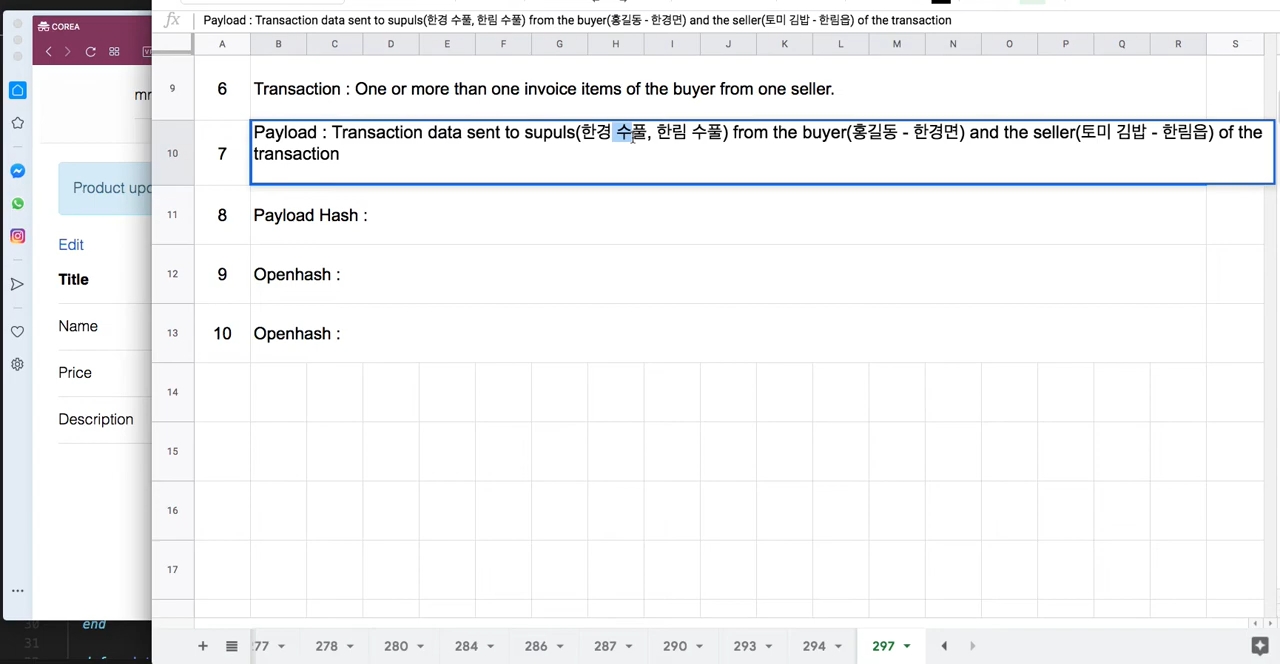 COREA
VI
mr
Product upd
Edit
Title
Name
Price
Description
30 end
31
fx Payload : Transaction data sent to supuls(한경 수풀, 한림 수풀) from the buyer(홍길동 - 한경면) and the seller(토미 김밥 - 한림읍) of the transaction
A B C D E F G H I J K L M N O P Q R S
9 6 Transaction : One or more than one invoice items of the buyer from one seller.
10 7 Payload : Transaction data sent to supuls(한경 수풀, 한림 수풀) from the buyer(홍길동 - 한경면) and the seller(토미 김밥 - 한림읍) of the
transaction
11 8 Payload Hash :
12 9 Openhash :
13 10 Openhash :
14
15
16
17
277 278 280 284 286 287 290 293 294 297